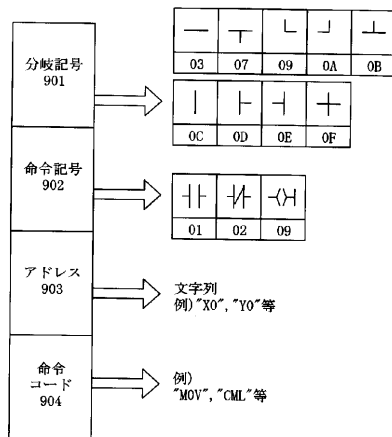 分岐記号
901
03 07 09 0A 0B
0C 0D 0E 0F
命令記号
902
01 02 09
アドレス
903
文字列
例)"X0","Y0"等
命令
コード
904
例)
"MOV","CML"等